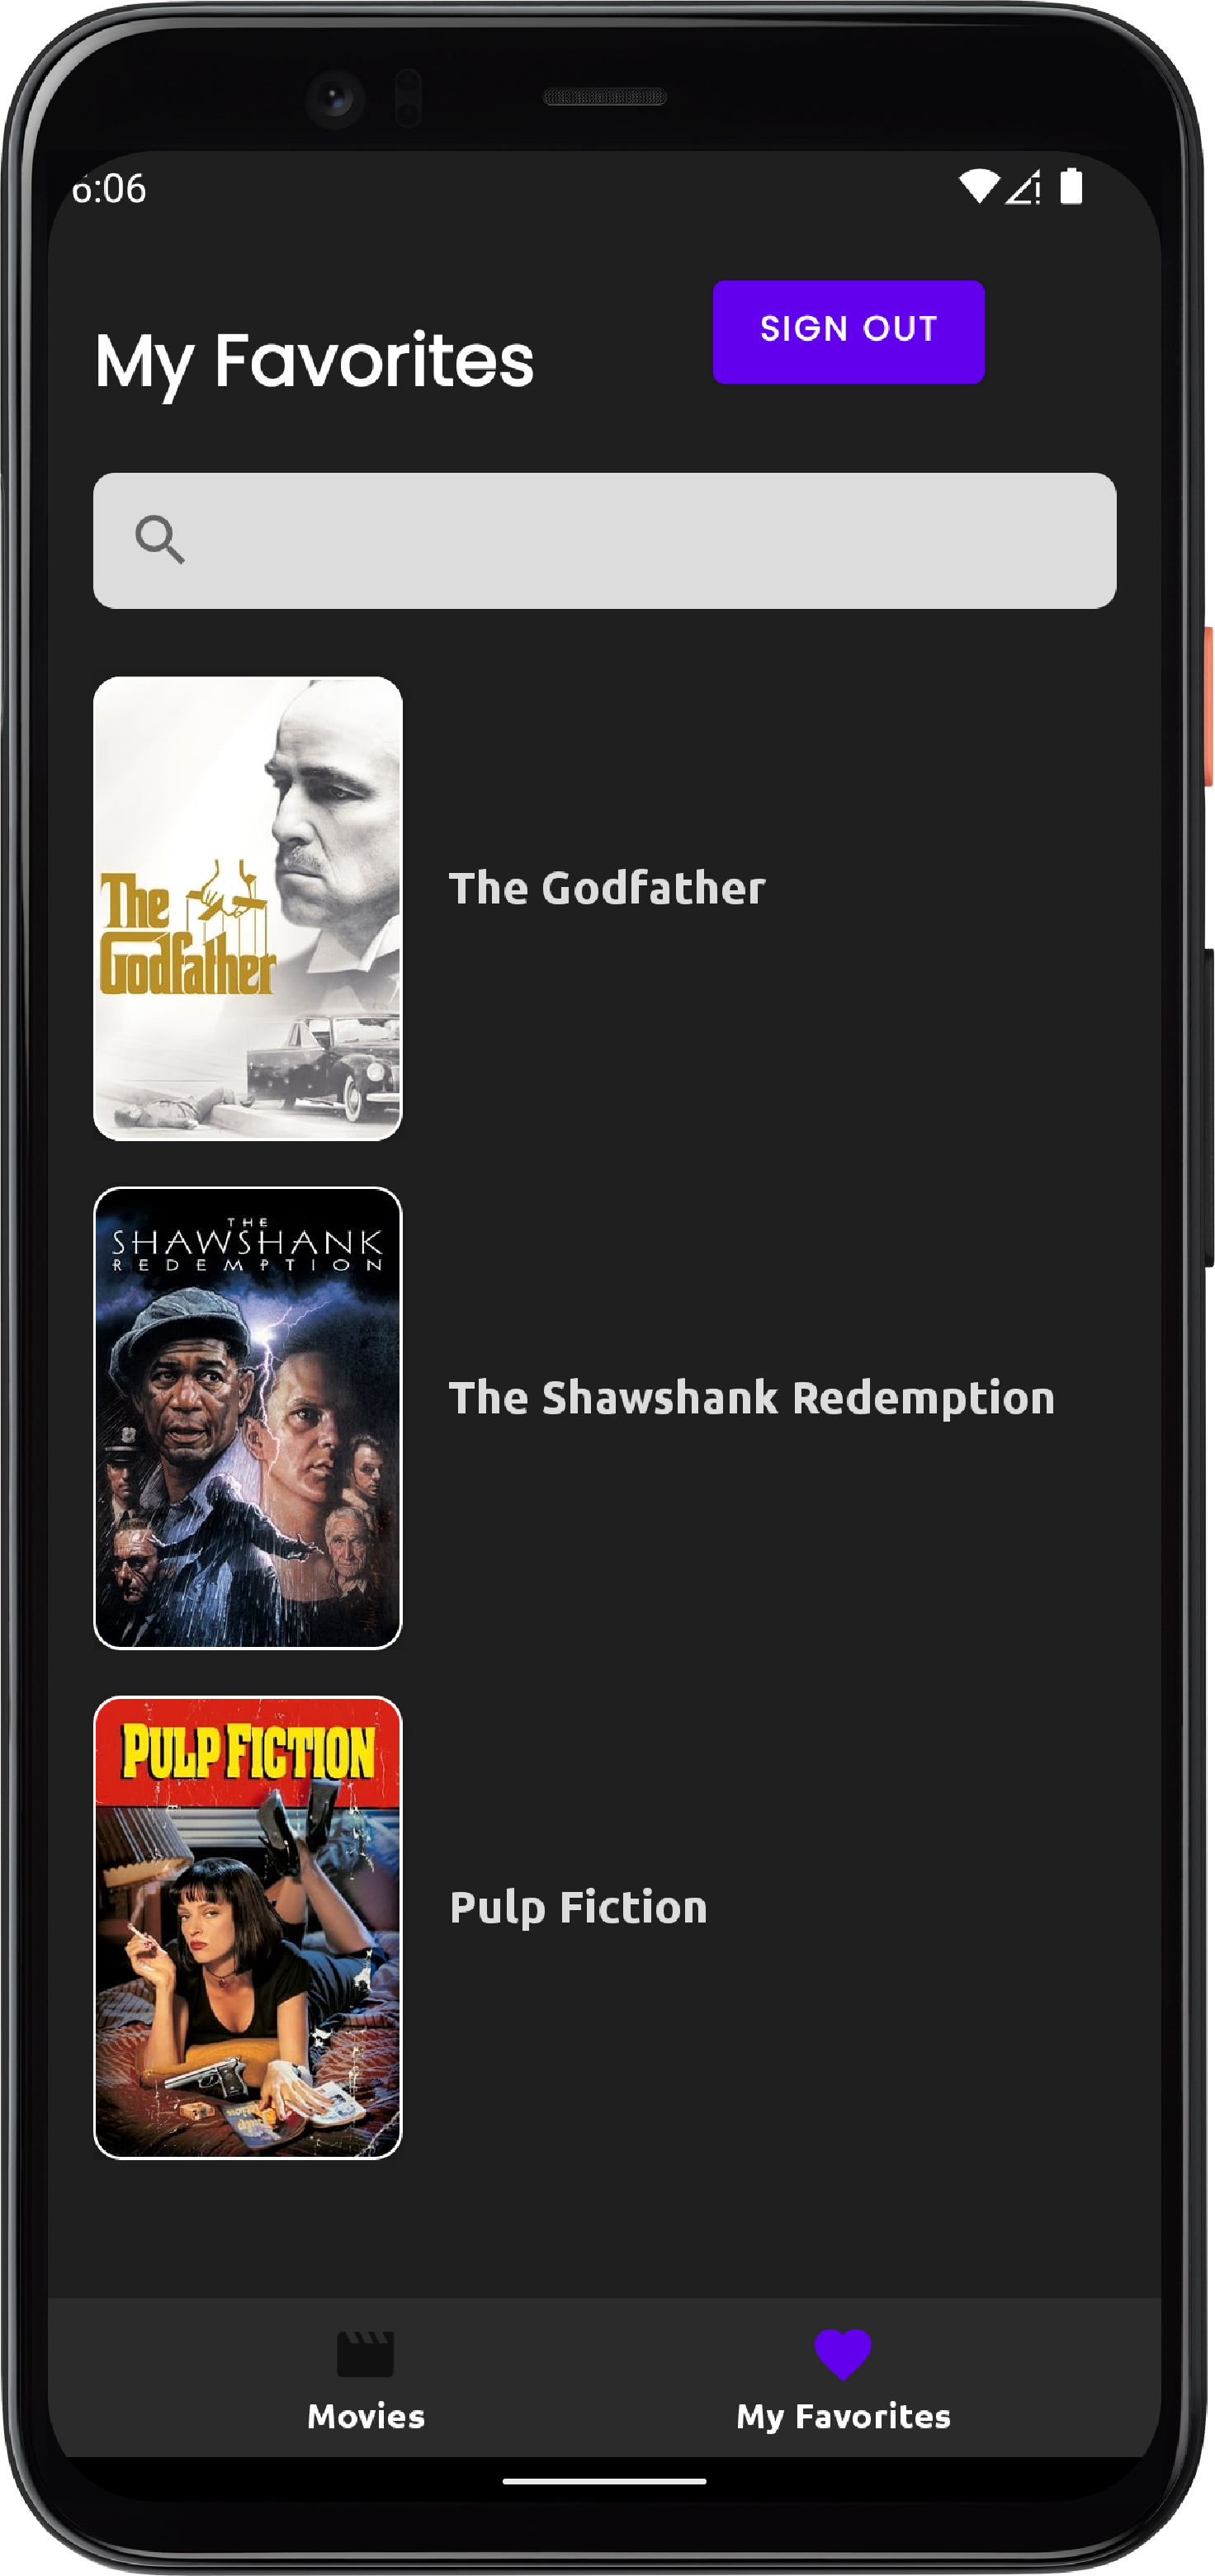 6:06
My Favorites
SIGN OUT
The
Godfather
The Godfather
THE
SHAWSHANK
REDEMPTION
The Shawshank Redemption
PULP FICTION
Pulp Fiction
Movies
My Favorites